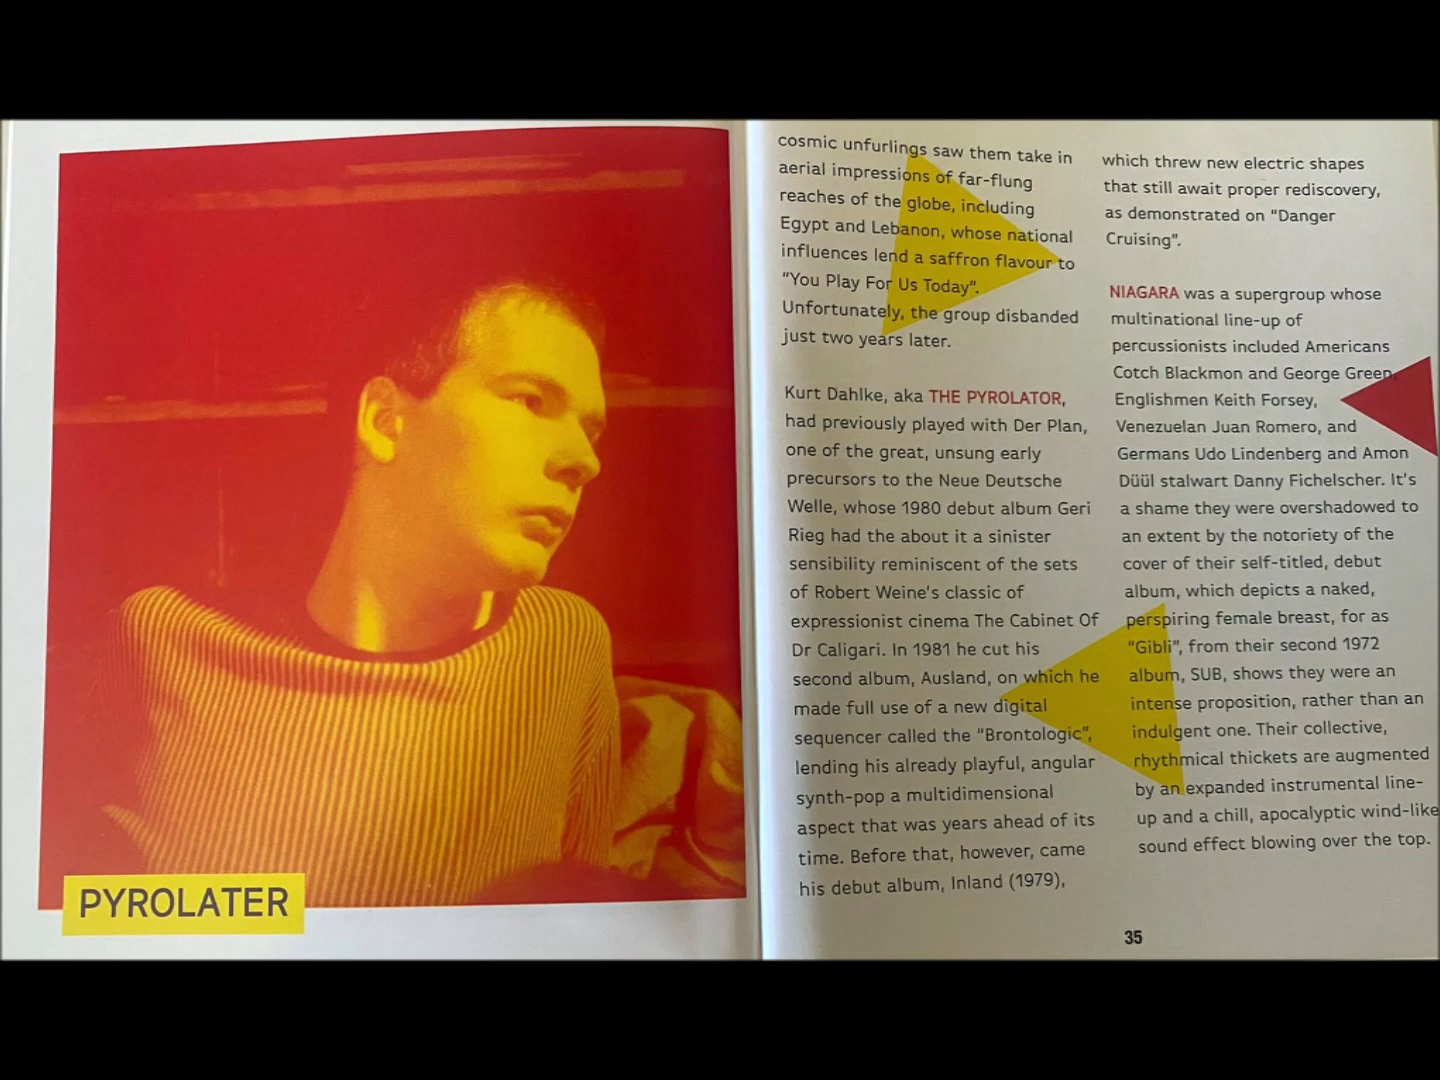 PYROLATER
cosmic unfurlings saw them take in
aerial impressions of far-flung
reaches of the globe, including
Egypt and Lebanon, whose national
influences lend a saffron flavour to
"You Play For Us Today".
Unfortunately, the group disbanded
just two years later.
Kurt Dahlke, aka THE PYROLATOR,
had previously played with Der Plan,
one of the great, unsung early
precursors to the Neue Deutsche
Welle, whose 1980 debut album Geri
Rieg had the about it a sinister
sensibility reminiscent of the sets
of Robert Weine's classic of
expressionist cinema The Cabinet Of
Dr Caligari. In 1981 he cut his
second album, Ausland, on which he
made full use of a new digital
sequencer called the "Brontologic",
lending his already playful, angular
synth-pop a multidimensional
aspect that was years ahead of its
time. Before that, however, came
his debut album, Inland (1979),
which threw new electric shapes
that still await proper rediscovery,
as demonstrated on "Danger
Cruising".
NIAGARA was a supergroup whose
multinational line-up of
percussionists included Americans
Cotch Blackmon and George Green,
Englishmen Keith Forsey,
Venezuelan Juan Romero, and
Germans Udo Lindenberg and Amon
Düül stalwart Danny Fichelscher. It's
a shame they were overshadowed to
an extent by the notoriety of the
cover of their self-titled, debut
album, which depicts a naked,
perspiring female breast, for as
"Gibli", from their second 1972
album, SUB, shows they were an
intense proposition, rather than an
indulgent one. Their collective,
rhythmical thickets are augmented
by an expanded instrumental line-
up and a chill, apocalyptic wind-like
sound effect blowing over the top.
35